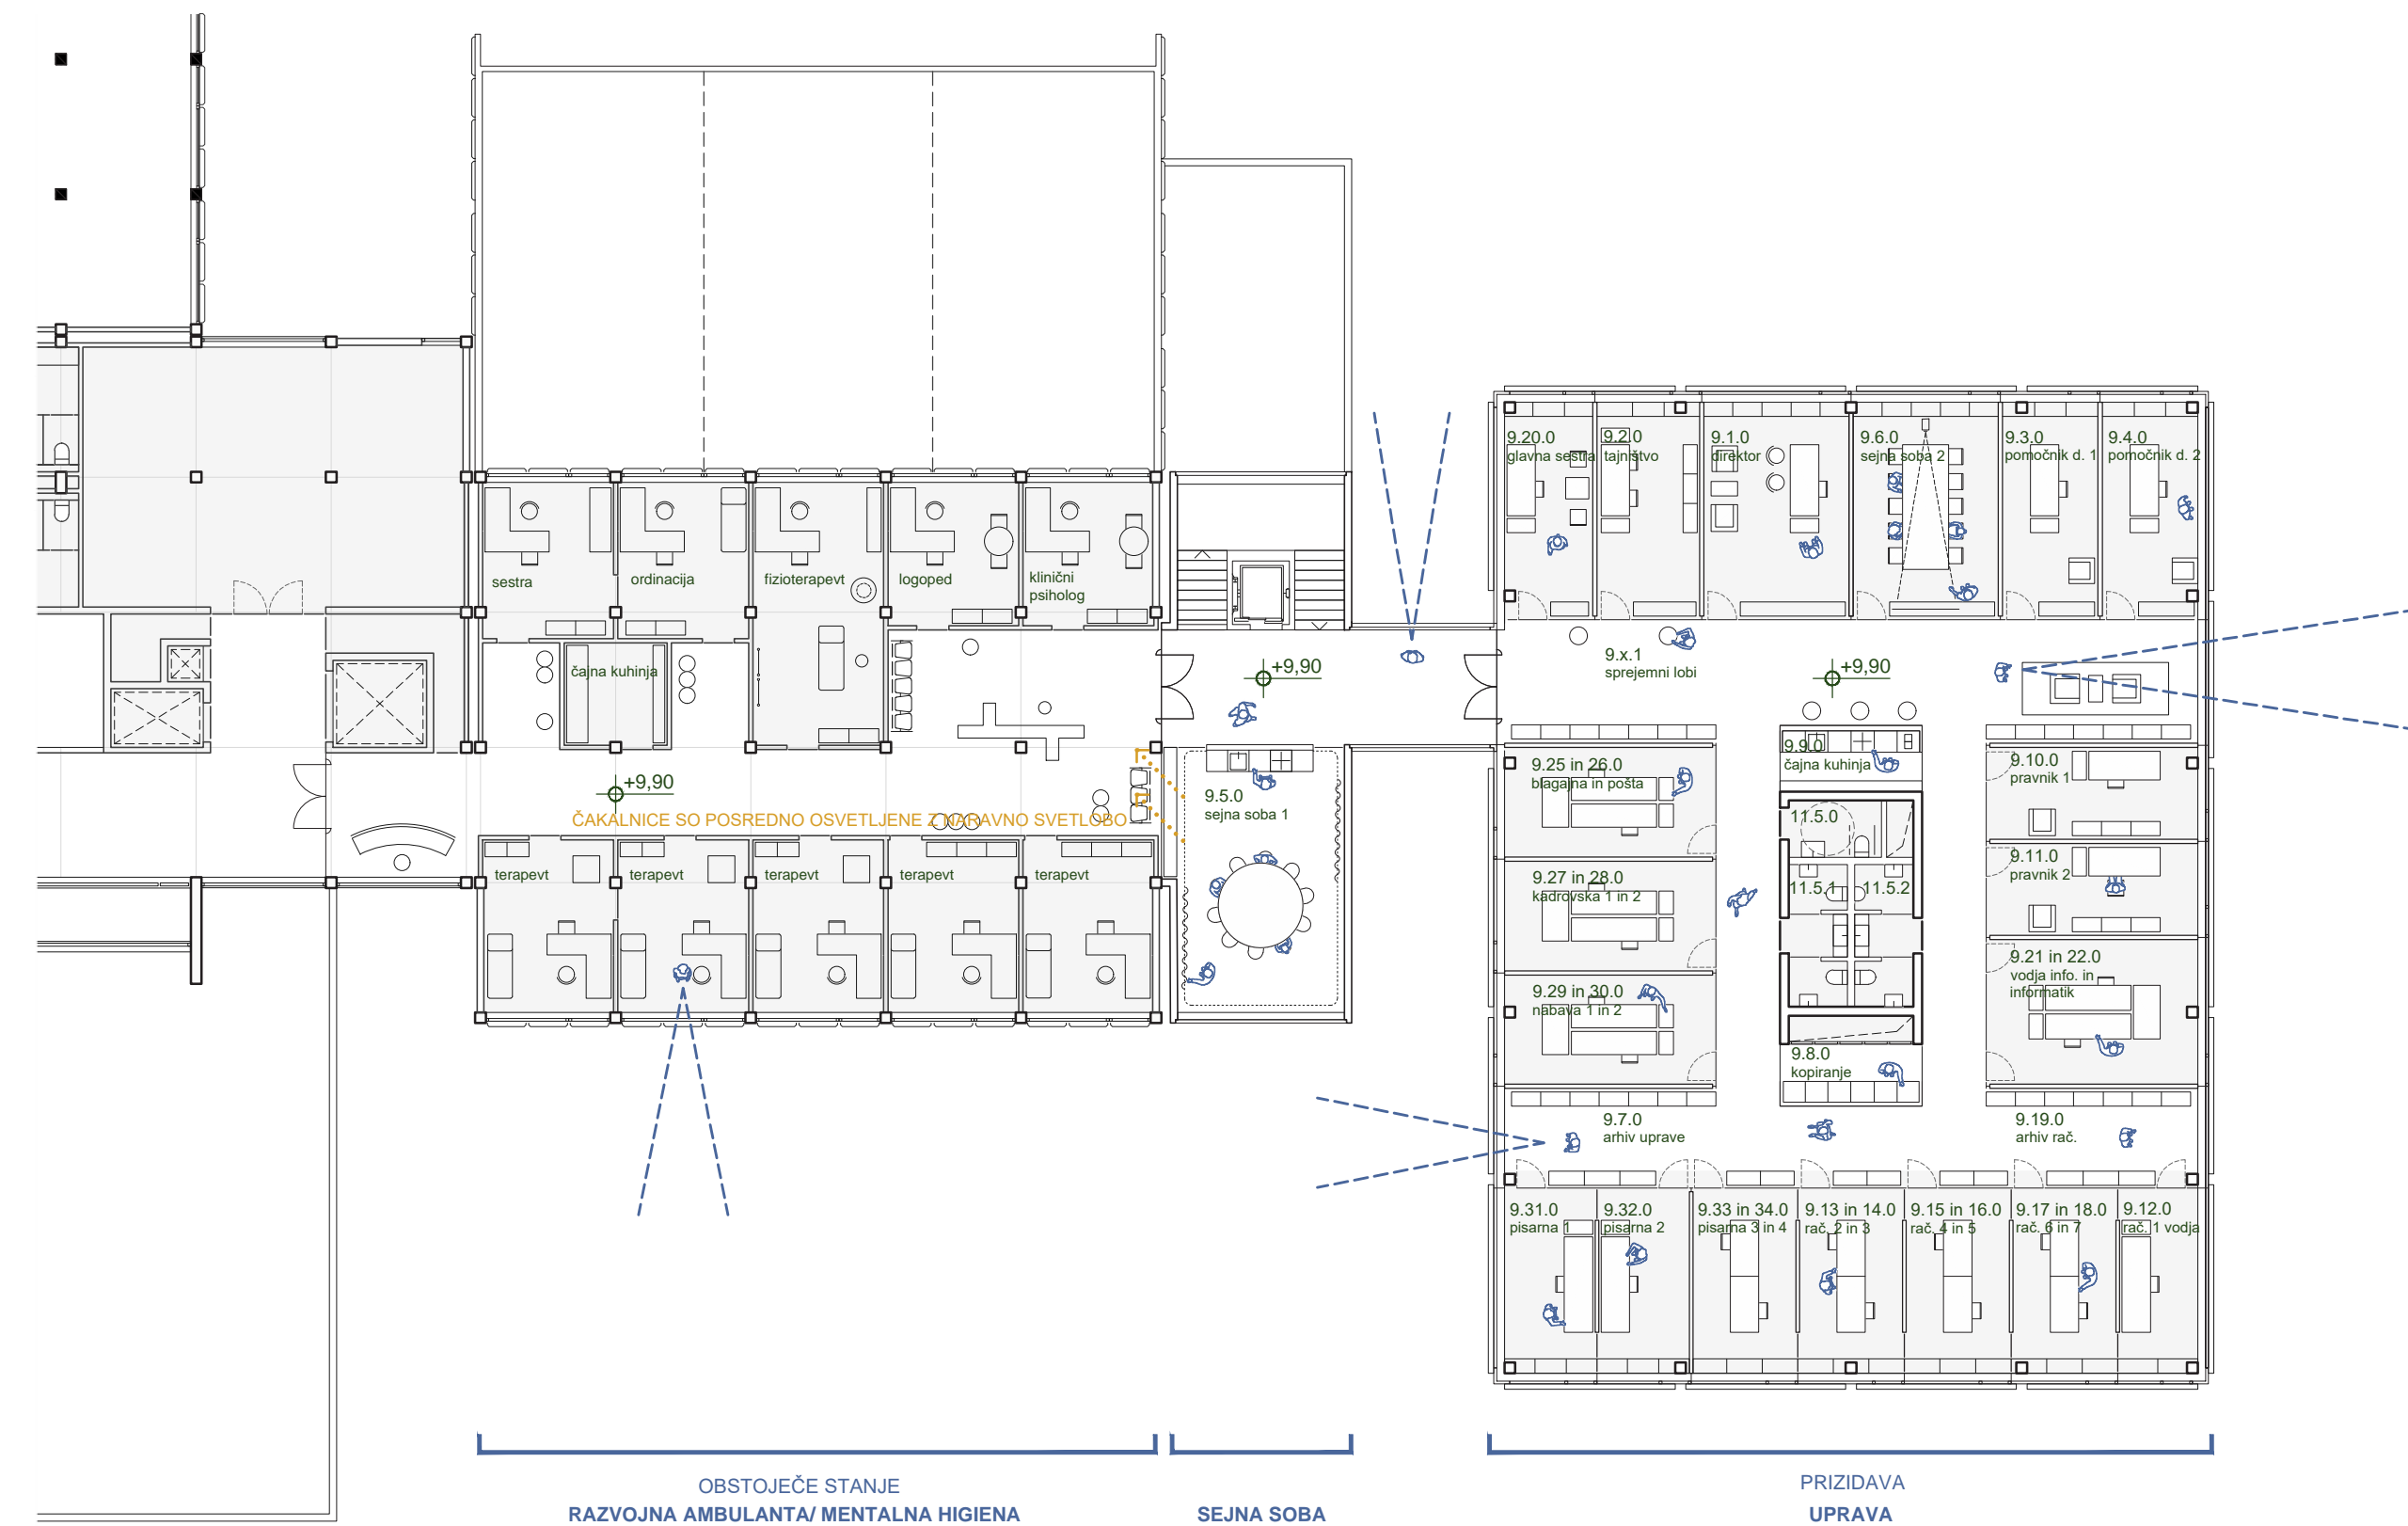 9.20.0
glavna sestra
9.2.0
tajništvo
9.1.0
direktor
9.6.0
sejna soba 2
9.3.0
pomočnik d. 1
9.4.0
pomočnik d. 2
sestra
ordinacija
fizioterapevt
logoped
klinični
psiholog
čajna kuhinja
+9,90
9.x.1
sprejemni lobi
+9,90
+9,90
ČAKALNICE SO POSREDNO OSVETLJENE Z NARAVNO SVETLOBO
9.5.0
sejna soba 1
9.25 in 26.0
blagajna in pošta
9.9.0
čajna kuhinja
9.10.0
pravnik 1
11.5.0
9.11.0
pravnik 2
terapevt
terapevt
terapevt
terapevt
terapevt
9.27 in 28.0
kadrovska 1 in 2
11.5.1
11.5.2
9.21 in 22.0
vodja info. in
informatik
9.29 in 30.0
nabava 1 in 2
9.8.0
kopiranje
9.7.0
arhiv uprave
9.19.0
arhiv rač.
9.31.0
pisarna 1
9.32.0
pisarna 2
9.33 in 34.0
pisarna 3 in 4
9.13 in 14.0
rač. 2 in 3
9.15 in 16.0
rač. 4 in 5
9.17 in 18.0
rač. 6 in 7
9.12.0
rač. 1 vodja
OBSTOJEČE STANJE
RAZVOJNA AMBULANTA/ MENTALNA HIGIENA
SEJNA SOBA
PRIZIDAVA
UPRAVA